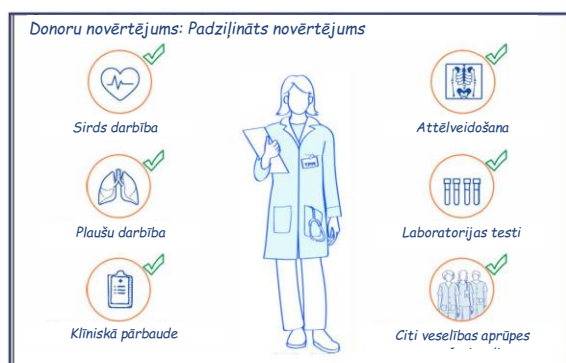 Donoru novērtējums: Padziļināts novērtējums
Sirds darbība
Attēlveidošana
Plaušu darbība
Laboratorijas testi
Klīniskā pārbaude
Citi veselības aprūpes